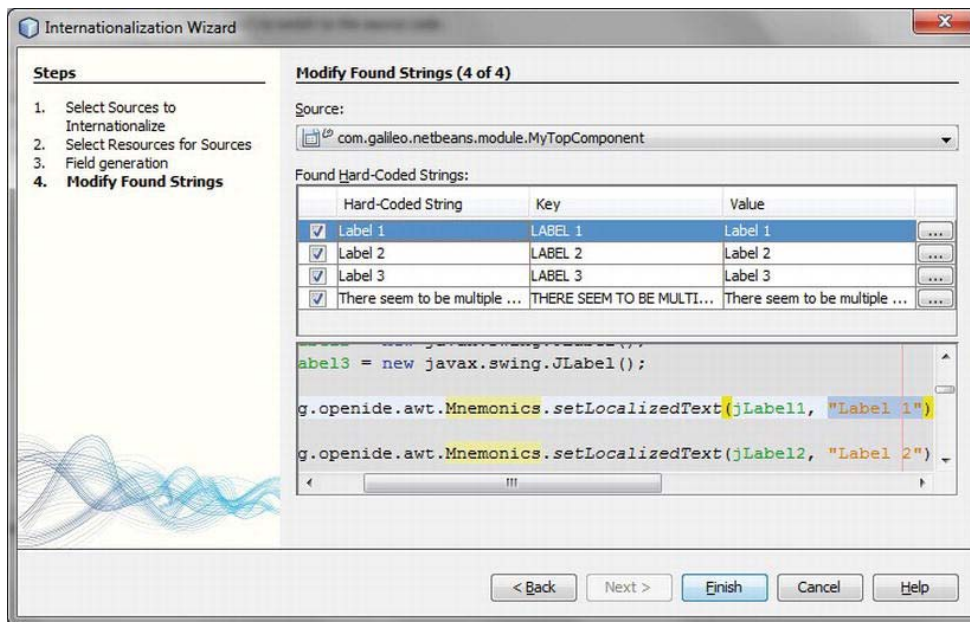 Internationalization Wizard
Steps
1. Select Sources to
Internationalize
2. Select Resources for Sources
3. Field generation
4. Modify Found Strings
Modify Found Strings (4 of 4)
Source:
com.galileo.netbeans.module.MyTopComponent
Found Hard-Coded Strings:
Hard-Coded String Key Value
Label 1 LABEL 1 Label 1 ...
Label 2 LABEL 2 Label 2 ...
Label 3 LABEL 3 Label 3 ...
There seem to be multiple ... THERE SEEM TO BE MULTI... There seem to be multiple ... ...
abel3 = new javax.swing.JLabel();
g.openide.awt.Mnemonics.setLocalizedText(jLabel1, "Label 1")
g.openide.awt.Mnemonics.setLocalizedText(jLabel2, "Label 2")
< Back Next > Finish Cancel Help